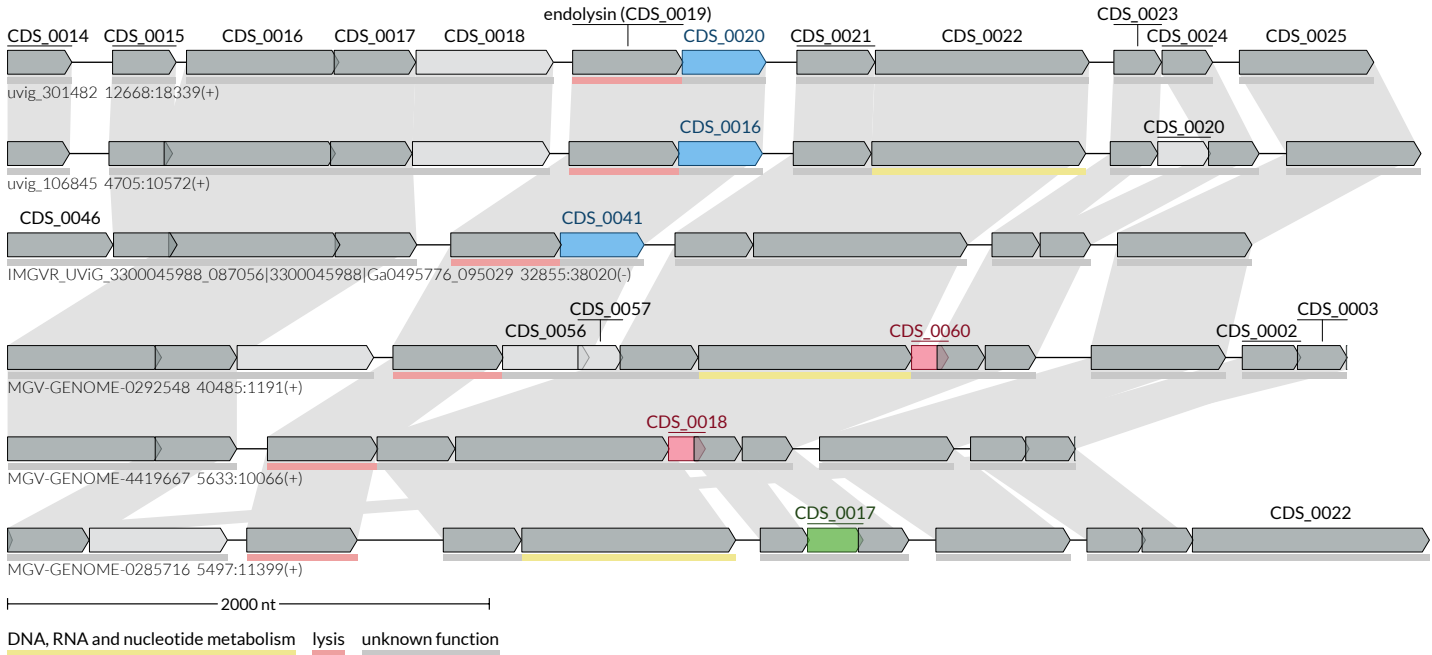 endolysin (CDS_0019) CDS_0023
CDS_0014 CDS_0015 CDS_0016 CDS_0017 CDS_0018 CDS_0020 CDS_0021 CDS_0022 CDS_0024 CDS_0025
uvig_301482 12668:18339(+)
CDS_0016 CDS_0020
uvig_106845 4705:10572(+)
CDS_0046 CDS_0041
IMGVR_UViG_3300045988_087056|3300045988|Ga0495776_095029 32855:38020(-)
CDS_0057 CDS_0003
CDS_0056 CDS_0060 CDS_0002
MGV-GENOME-0292548 40485:1191(+)
CDS_0018
MGV-GENOME-4419667 5633:10066(+)
CDS_0017 CDS_0022
MGV-GENOME-0285716 5497:11399(+)
2000 nt
DNA, RNA and nucleotide metabolism lysis unknown function